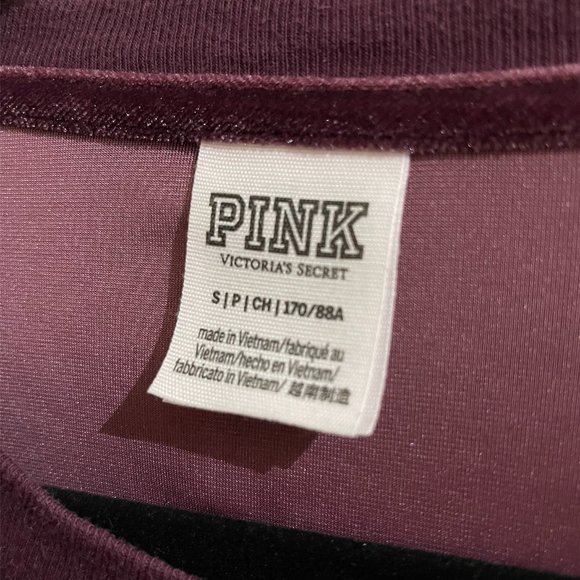 PINK
VICTORIA'S SECRET
S | P | CH | 170/88A
made in Vietnam/fabriqué au
Vietnam/hecho en Vietnam/
fabbricato in Vietnam/ 越南制造